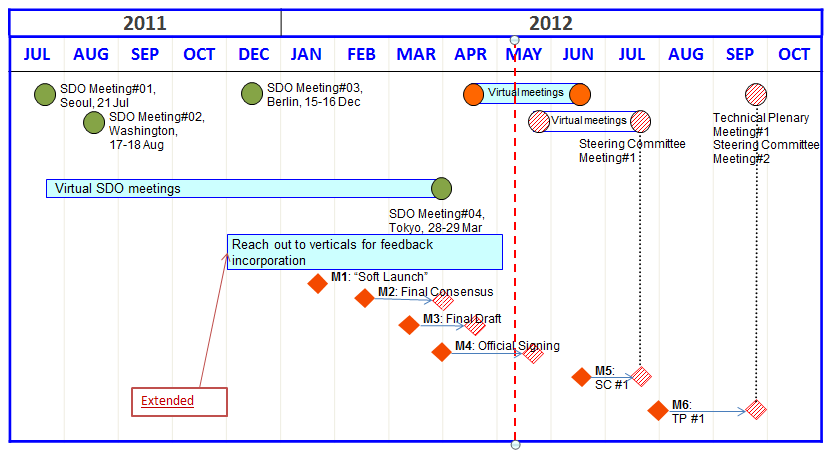 2011
2012
JUL AUG SEP OCT DEC JAN FEB MAR APR MAY JUN JUL AUG SEP OCT
SDO Meeting#01,
Seoul, 21 Jul
SDO Meeting#02,
Washington,
17-18 Aug
SDO Meeting#03,
Berlin, 15-16 Dec
Virtual meetings
Virtual meetings
Steering Committee
Meeting#1
Technical Plenary
Meeting#1
Steering Committee
Meeting#2
Virtual SDO meetings
SDO Meeting#04,
Tokyo, 28-29 Mar
Reach out to verticals for feedback
incorporation
M1: “Soft Launch”
M2: Final Consensus
M3: Final Draft
M4: Official Signing
M5:
SC #1
M6:
TP #1
Extended